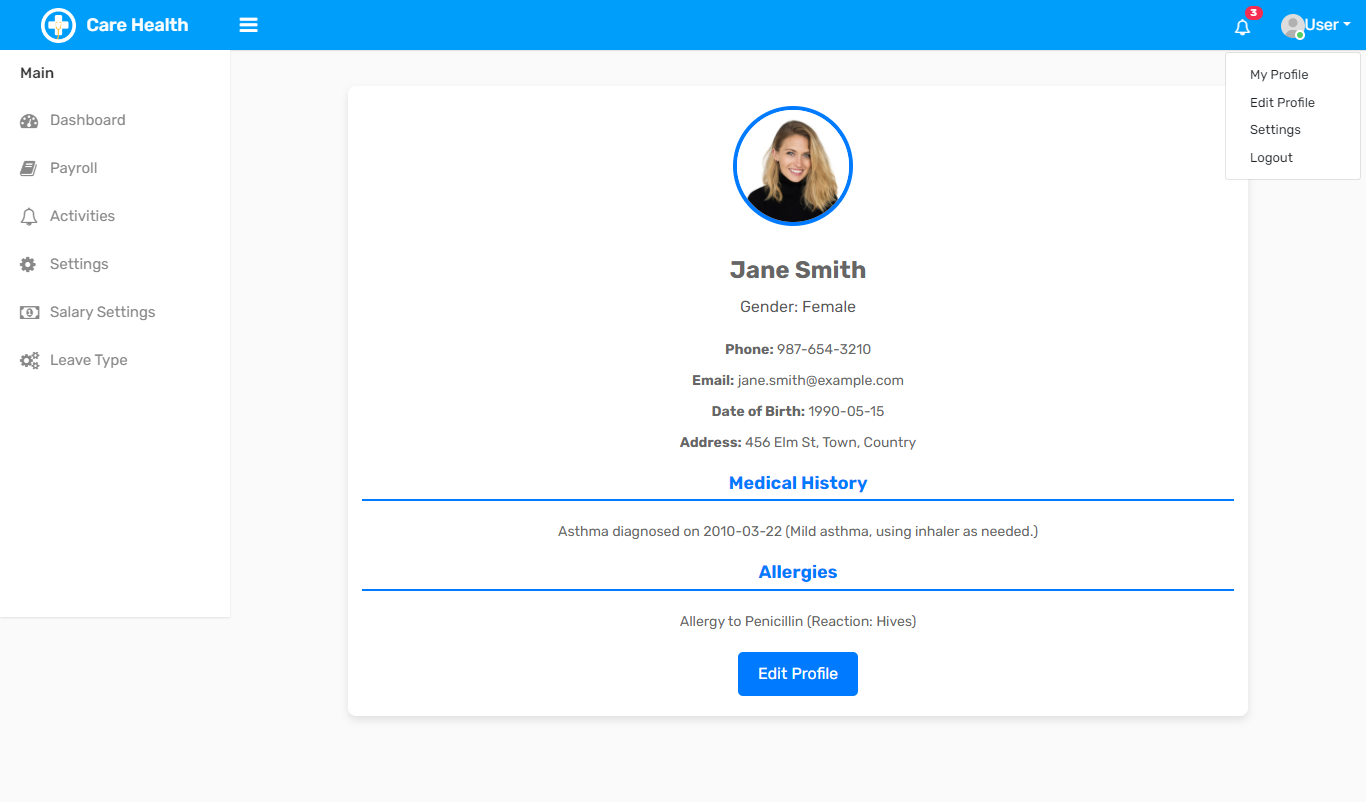 Care Health
3
User
My Profile
Edit Profile
Settings
Logout
Main
Dashboard
Payroll
Activities
Settings
Salary Settings
Leave Type
Jane Smith
Gender: Female
Phone: 987-654-3210
Email: jane.smith@example.com
Date of Birth: 1990-05-15
Address: 456 Elm St, Town, Country
Medical History
Asthma diagnosed on 2010-03-22 (Mild asthma, using inhaler as needed.)
Allergies
Allergy to Penicillin (Reaction: Hives)
Edit Profile